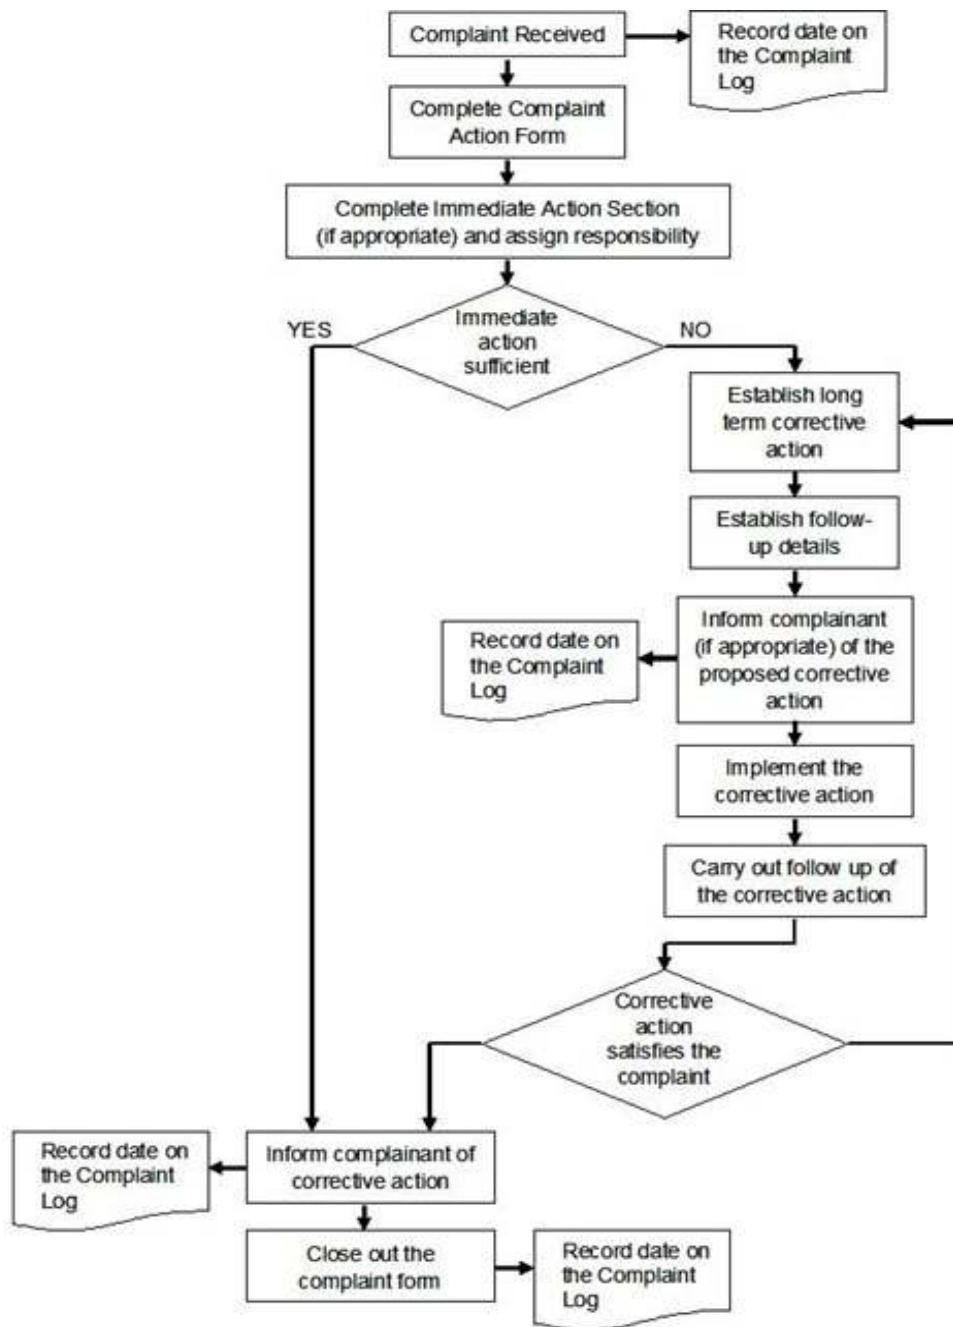 Complaint Received
Record date on
the Complaint
Log
Complete Complaint
Action Form
Complete Immediate Action Section
(if appropriate) and assign responsibility
YES
Immediate
action
sufficient
NO
Establish long
term corrective
action
Establish follow-
up details
Inform complainant
(if appropriate) of the
proposed corrective
action
Record date on
the Complaint
Log
Implement the
corrective action
Carry out follow up of
the corrective action
Corrective
action
satisfies the
complaint
Inform complainant of
corrective action
Record date on
the Complaint
Log
Close out the
complaint form
Record date on
the Complaint
Log